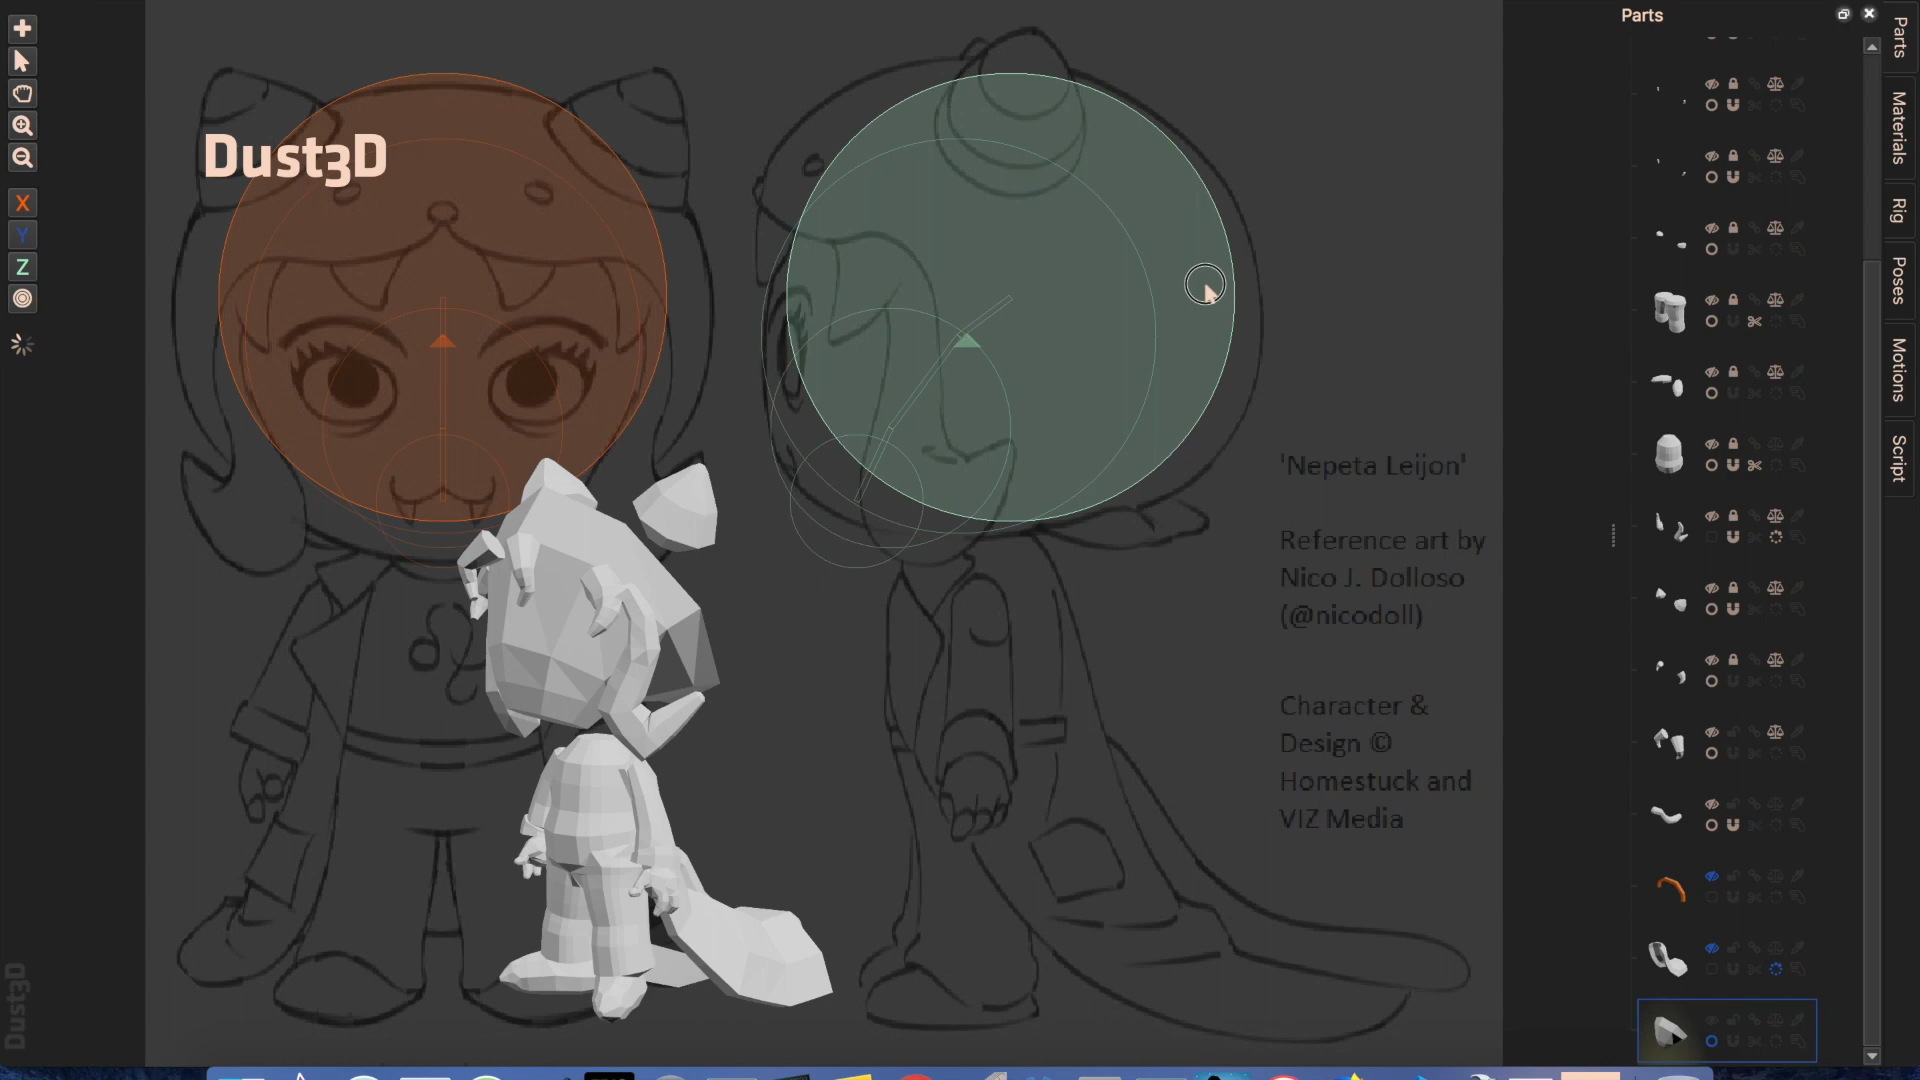 Parts
Parts
Materials
Rig
Poses
Motions
Script
Dust3D
X
Y
Z
'Nepeta Leijon'
Reference art by
Nico J. Dolloso
(@nicodoll)
Character &
Design ©
Homestuck and
VIZ Media
Dust3D